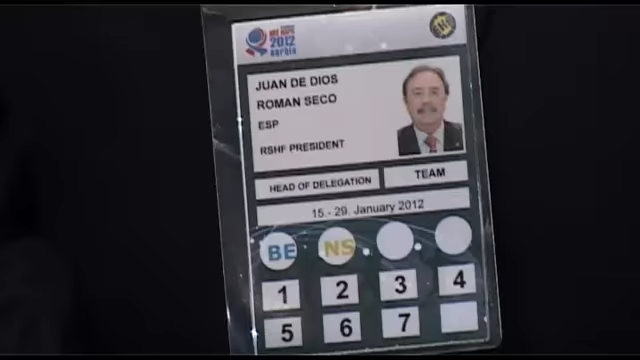 2012
serbia
JUAN DE DIOS
ROMAN SECO
ESP
RSHF PRESIDENT
HEAD OF DELEGATION
TEAM
15.- 29. January 2012
BE NS
1 2 3 4
5 6 7